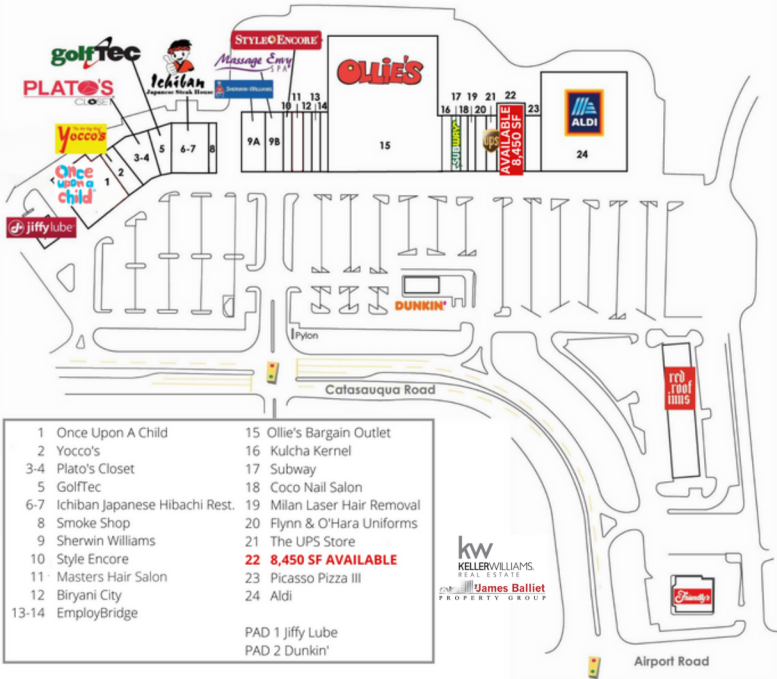 STYLE ENCORE
golfTEC
Massage Envy
SPA
OLLIE'S
PLATO'S
CLOSET
Ichiban
Japanese Steak House
SHERWIN-WILLIAMS
ALDI
10
11
12
13
14
16
17
18
19
20
21
22
23
Yocco's
SUBWAY
ups
AVAILABLE
8,450 SF
Once
upon a
child
1
2
3-4
5
6-7
8
9A
9B
15
24
jiffy lube
DUNKIN'
Pylon
Catasauqua Road
red
roof
inns
1 Once Upon A Child
2 Yocco's
3-4 Plato's Closet
5 GolfTec
6-7 Ichiban Japanese Hibachi Rest.
8 Smoke Shop
9 Sherwin Williams
10 Style Encore
11 Masters Hair Salon
12 Biryani City
13-14 EmployBridge
15 Ollie's Bargain Outlet
16 Kulcha Kernel
17 Subway
18 Coco Nail Salon
19 Milan Laser Hair Removal
20 Flynn & O'Hara Uniforms
21 The UPS Store
22 8,450 SF AVAILABLE
23 Picasso Pizza III
24 Aldi
PAD 1 Jiffy Lube
PAD 2 Dunkin'
kw
KELLERWILLIAMS.
REAL ESTATE
James Balliet
PROPERTY GROUP
Friendly's
Airport Road